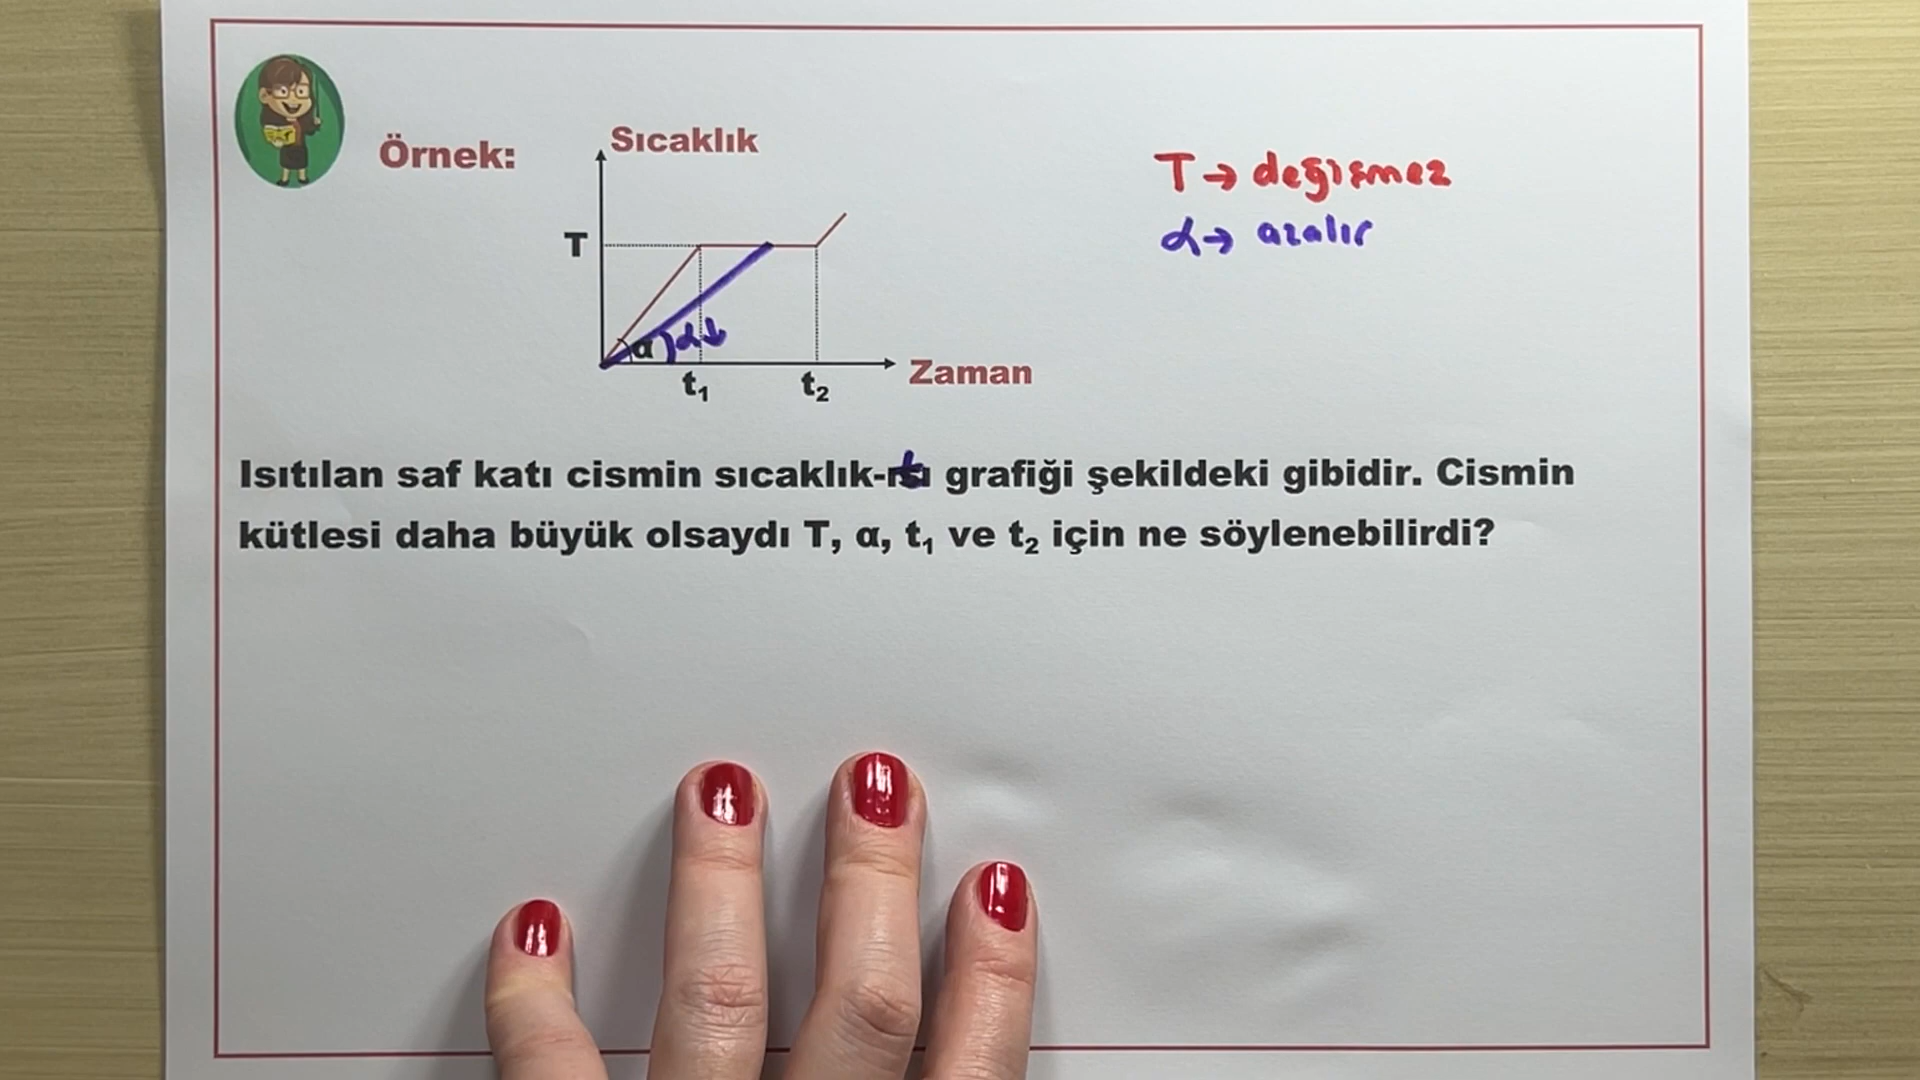 Örnek:
Sıcaklık
T → değişmez
α → azalır
T
α
α↓
t₁
t₂
Zaman
Isıtılan saf katı cismin sıcaklık-t grafiği şekildeki gibidir. Cismin
kütlesi daha büyük olsaydı T, α, t₁ ve t₂ için ne söylenebilirdi?